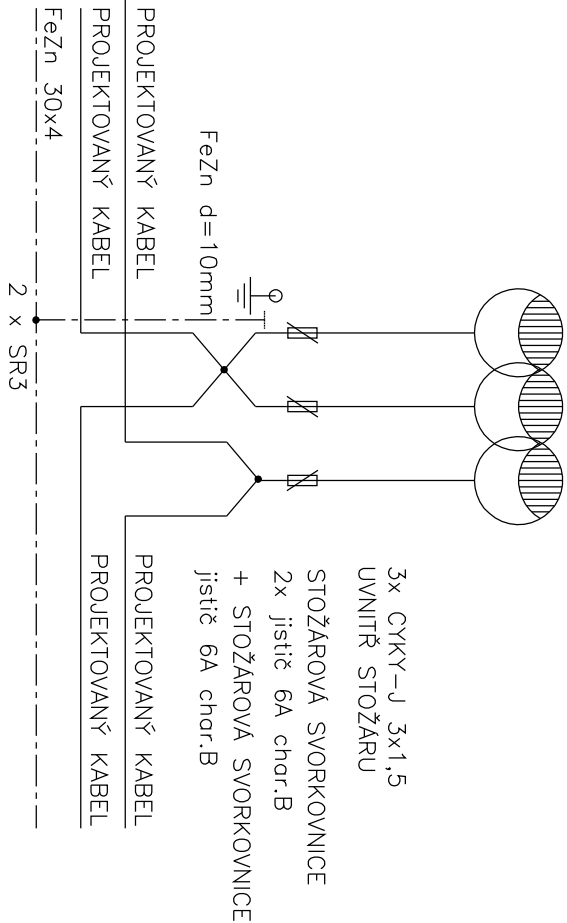 3x CYKY-J 3x1,5
UVNITŘ STOŽÁRU
STOŽÁROVÁ SVORKOVNICE
2x jistič 6A char.B
+ STOŽÁROVÁ SVORKOVNICE
jistič 6A char.B
FeZn d=10mm
PROJEKTOVANÝ KABEL
PROJEKTOVANÝ KABEL
PROJEKTOVANÝ KABEL
PROJEKTOVANÝ KABEL
FeZn 30x4
2 x SR3